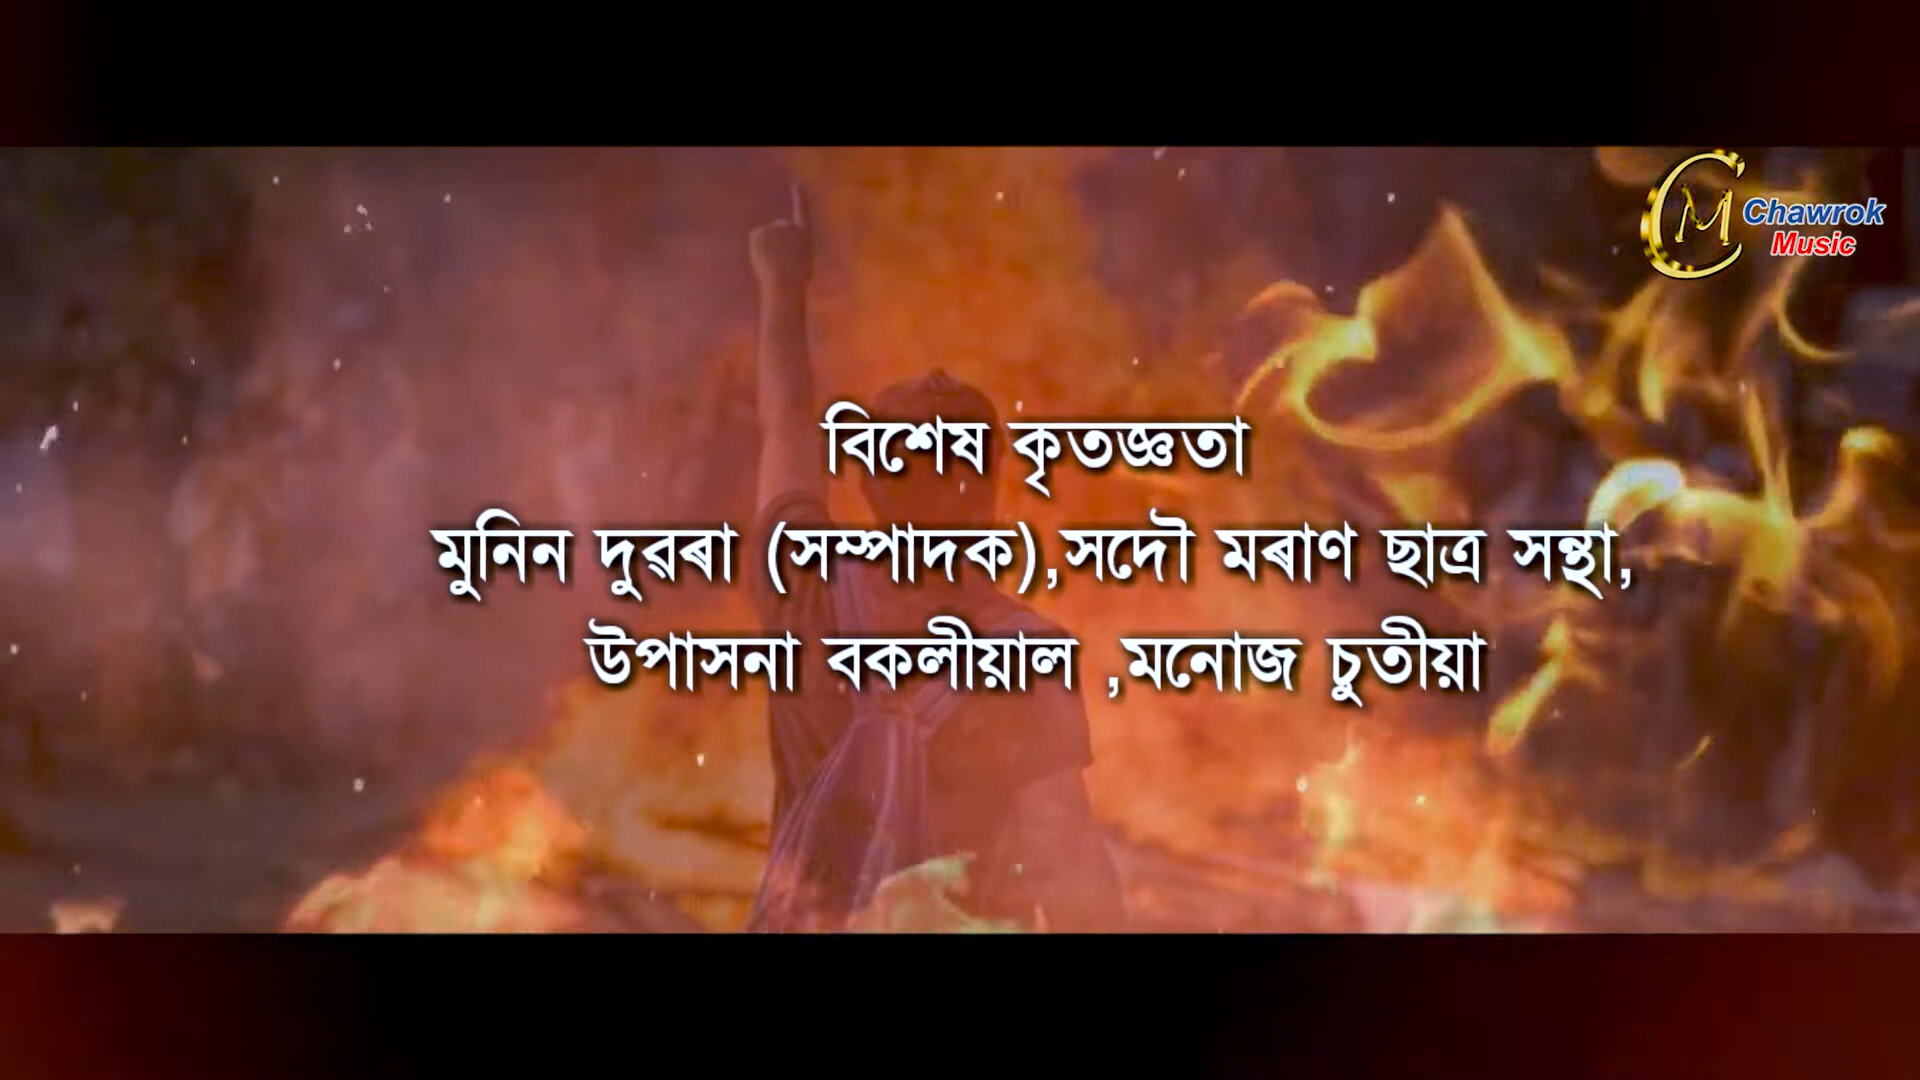 Chawrok
Music
বিশেষ কৃতজ্ঞতা
মুনিন দুৱৰা (সম্পাদক),সদৌ মৰাণ ছাত্ৰ সন্থা,
উপাসনা বকলীয়াল ,মনোজ চুতীয়া